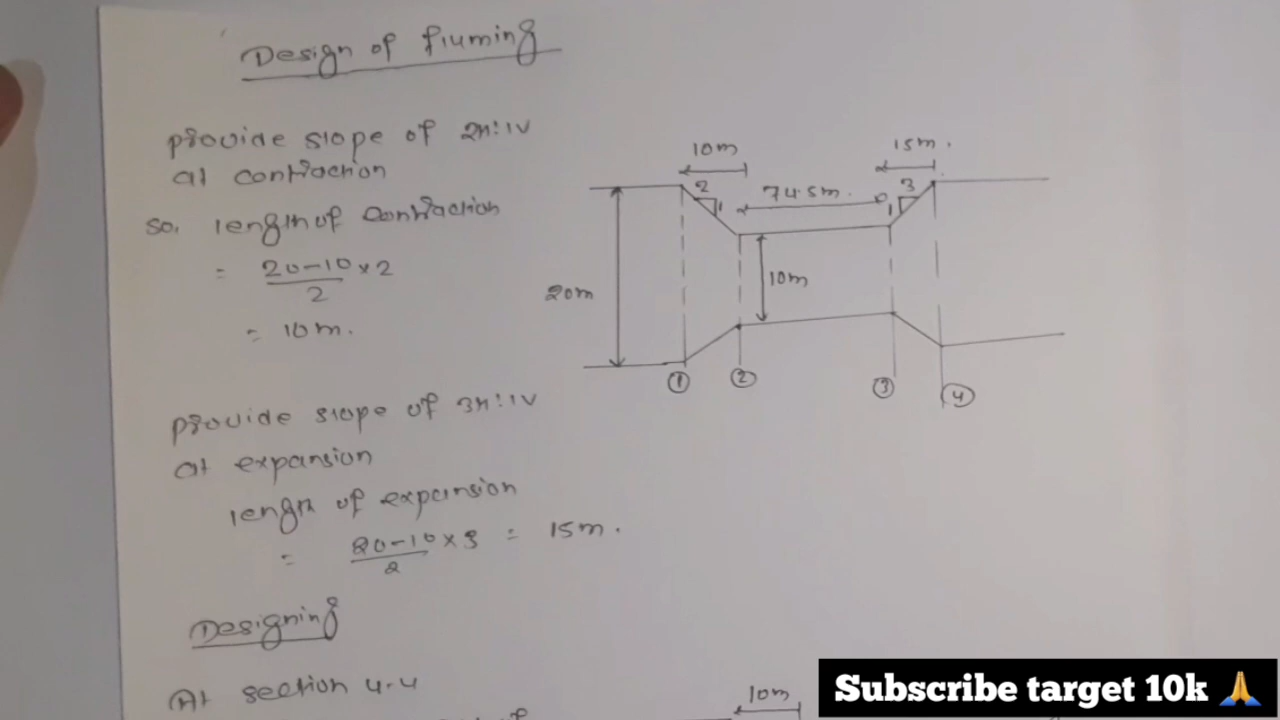 Design of fluming
provide slope of 2H:1V
at contraction
so, length of contraction
= 20-10/2 × 2
= 10m.
provide slope of 3H:1V
at expansion
length of expansion
= 20-10/2 × 3 = 15m.
Designing
At section 4-4
10m
15m.
2
1
74.5m.
1
3
20m
10m
1
2
3
4
10m
Subscribe target 10k 🙏